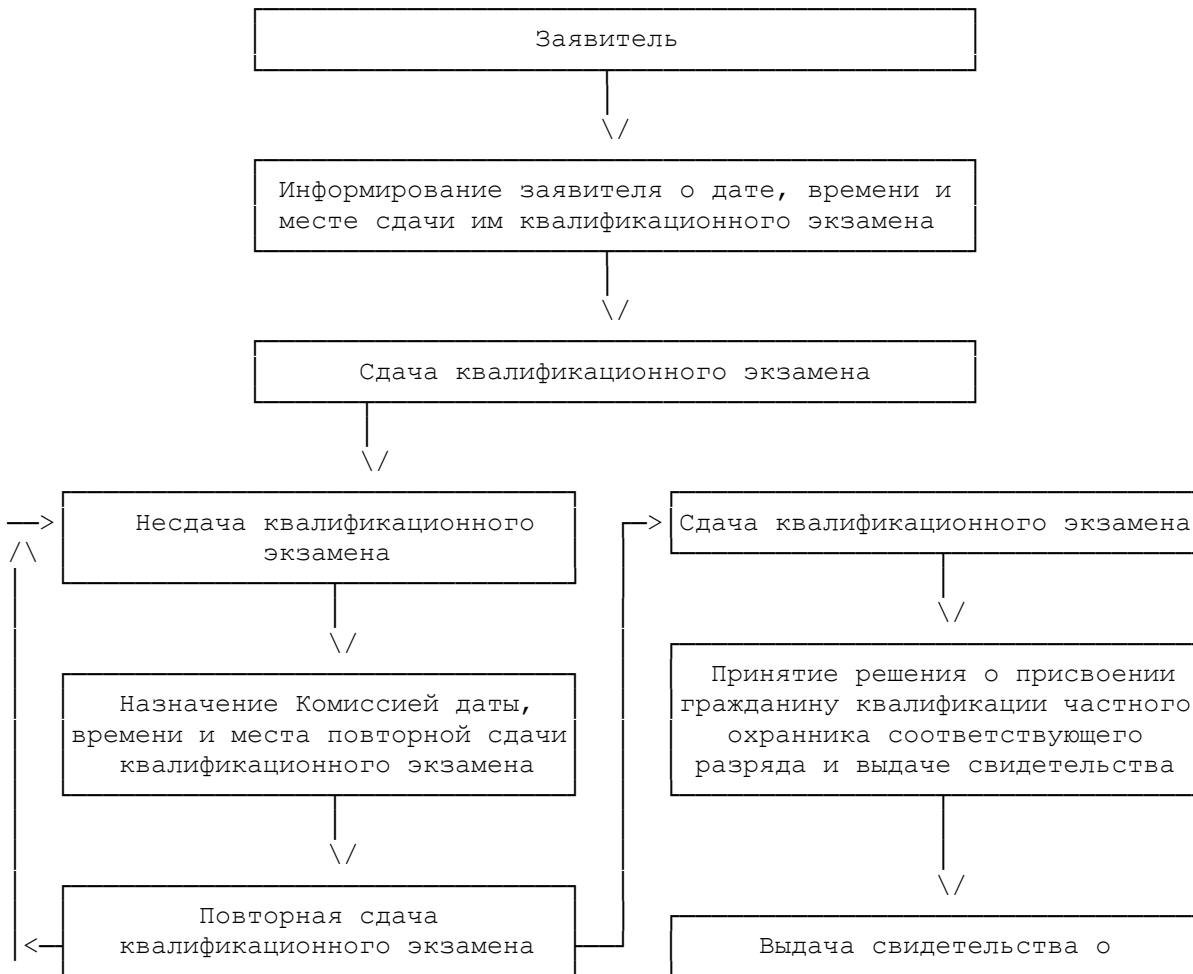 Заявитель
Информирование заявителя о дате, времени и
месте сдачи им квалификационного экзамена
Сдача квалификационного экзамена
Несдача квалификационного
экзамена
Назначение Комиссией даты,
времени и места повторной сдачи
квалификационного экзамена
Повторная сдача
квалификационного экзамена
Сдача квалификационного экзамена
Принятие решения о присвоении
гражданину квалификации частного
охранника соответствующего
разряда и выдаче свидетельства
Выдача свидетельства о